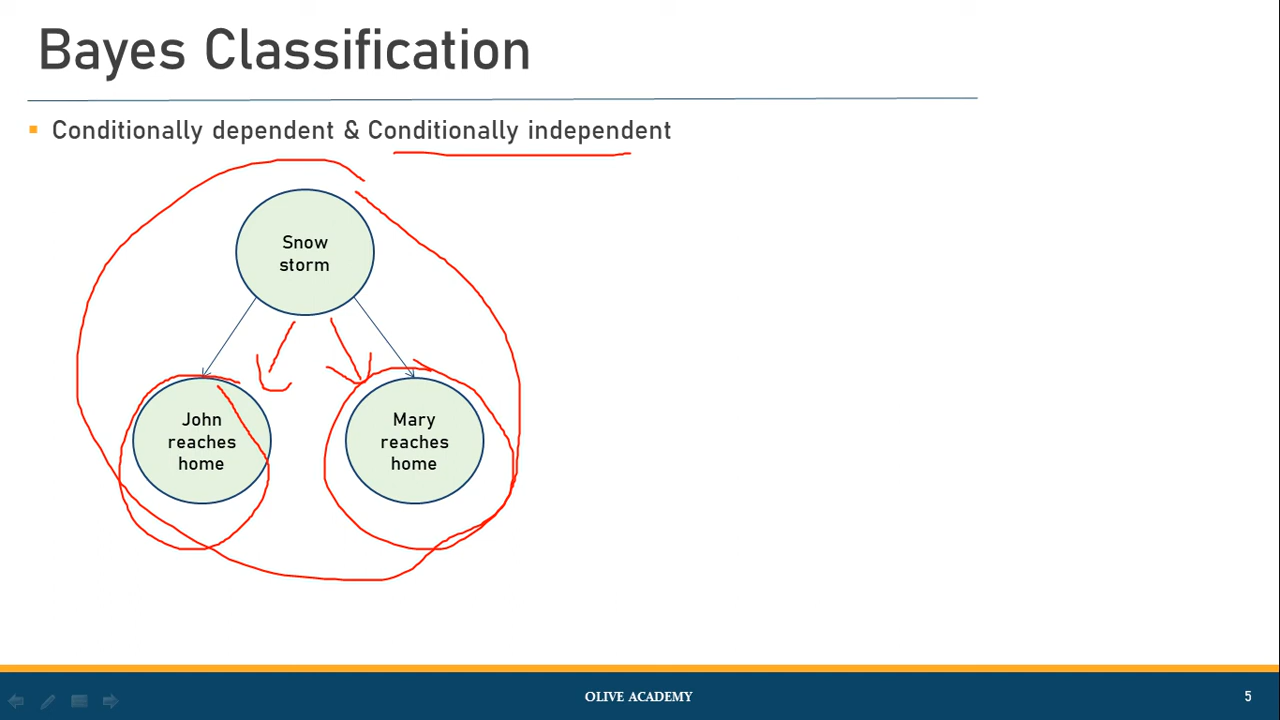 Bayes Classification
Conditionally dependent & Conditionally independent
Snow
storm
John
reaches
home
Mary
reaches
home
OLIVE ACADEMY
5